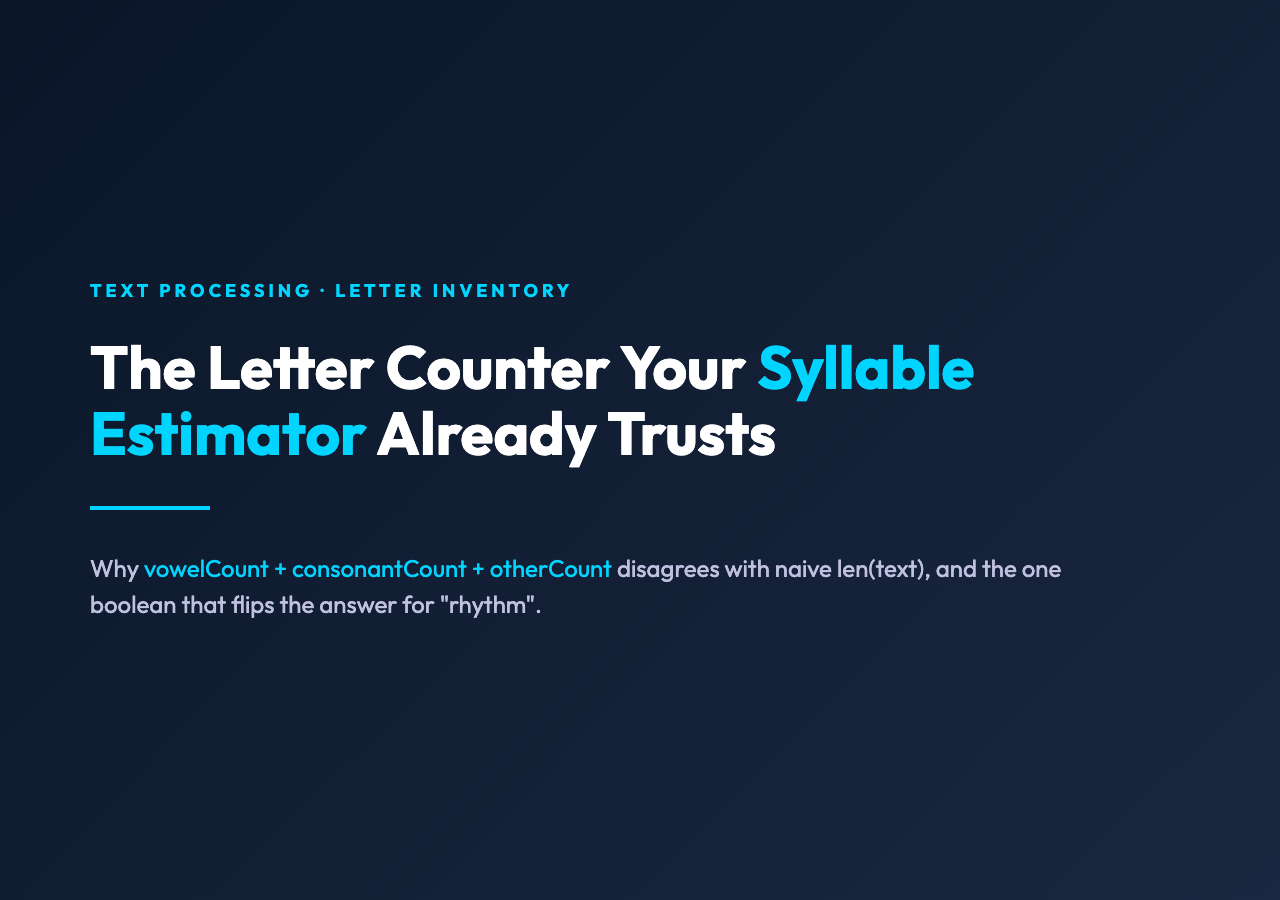 TEXT PROCESSING · LETTER INVENTORY
The Letter Counter Your Syllable
Estimator Already Trusts
Why vowelCount + consonantCount + otherCount disagrees with naive len(text), and the one
boolean that flips the answer for "rhythm".